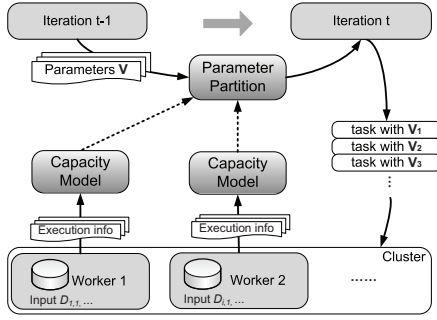 Iteration t-1
Iteration t
Parameters V
Parameter
Partition
task with V1
task with V2
task with V3
⋮
Capacity
Model
Capacity
Model
Execution info
Execution info
Cluster
Worker 1
Worker 2
......
Input D1,1, ...
Input Di,1, ...